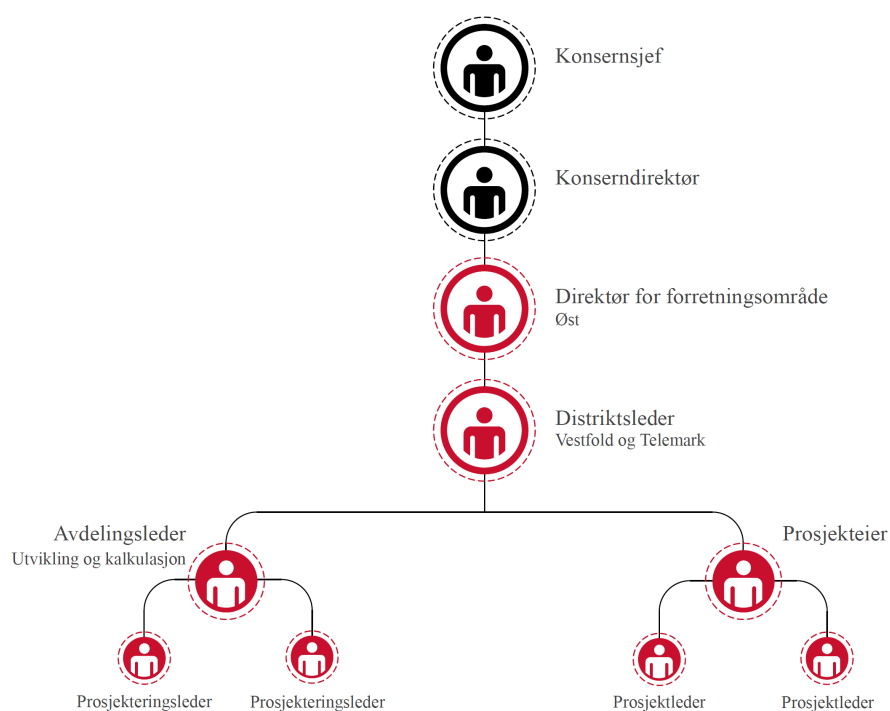 Konsernsjef
Konserndirektør
Direktør for forretningsområde
Øst
Distriktsleder
Vestfold og Telemark
Avdelingsleder
Utvikling og kalkulasjon
Prosjekteier
Prosjekteringsleder
Prosjekteringsleder
Prosjektleder
Prosjektleder